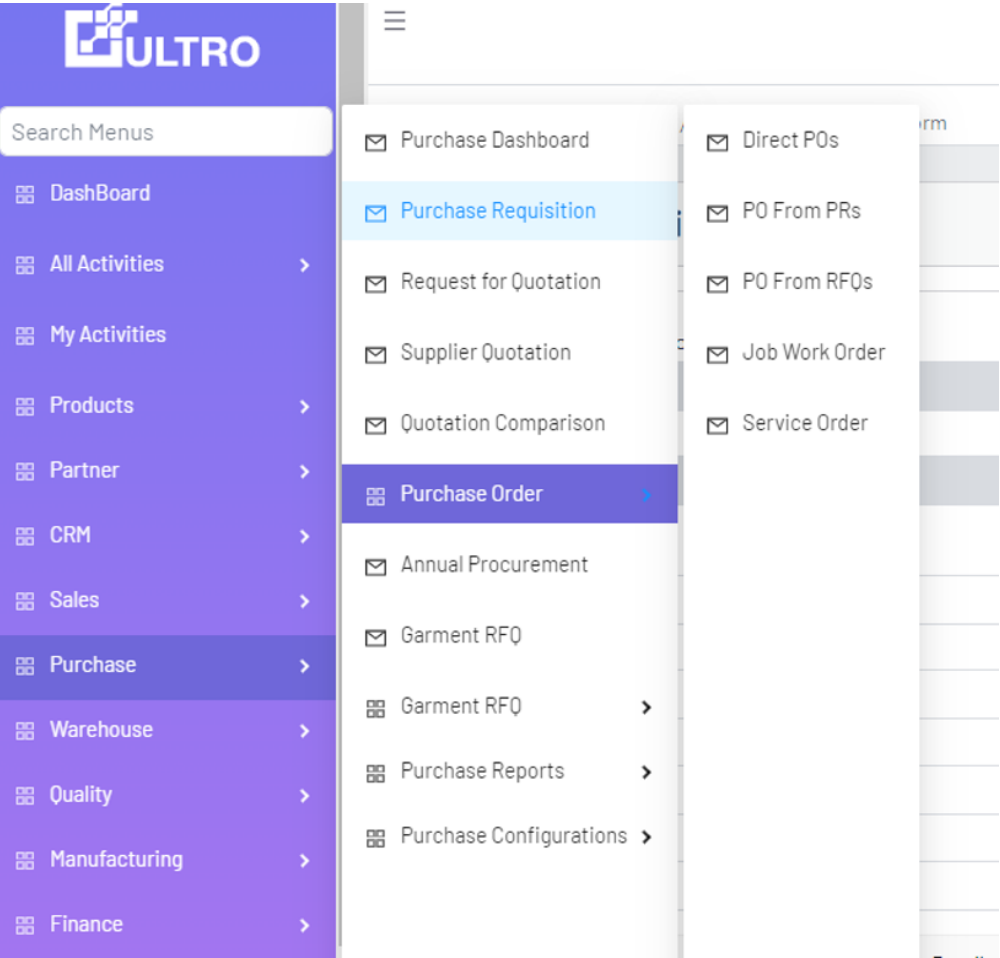 ULTRO
Search Menus
DashBoard
All Activities
My Activities
Products
Partner
CRM
Sales
Purchase
Warehouse
Quality
Manufacturing
Finance
Purchase Dashboard
Purchase Requisition
Request for Quotation
Supplier Quotation
Quotation Comparison
Purchase Order
Annual Procurement
Garment RFQ
Garment RFQ
Purchase Reports
Purchase Configurations
Direct POs
PO From PRs
PO From RFQs
Job Work Order
Service Order